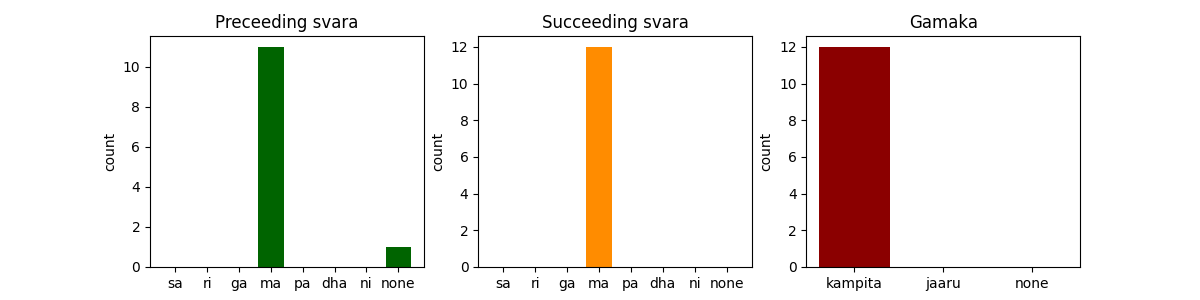 Preceeding svara
Succeeding svara
Gamaka
count
10
8
6
4
2
0
sa ri ga ma pa dha ni none
count
12
10
8
6
4
2
0
sa ri ga ma pa dha ni none
count
12
10
8
6
4
2
0
kampita jaaru none